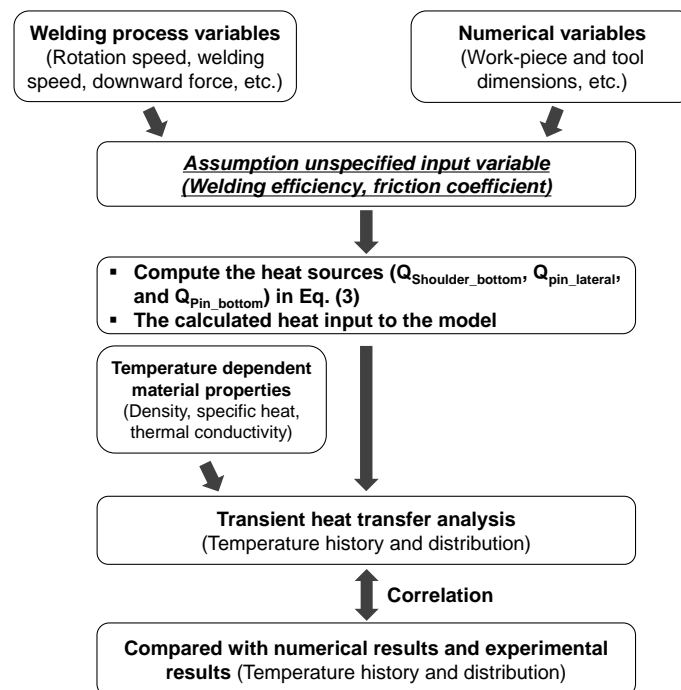 Welding process variables
(Rotation speed, welding
speed, downward force, etc.)
Numerical variables
(Work-piece and tool
dimensions, etc.)
Assumption unspecified input variable
(Welding efficiency, friction coefficient)
▪ Compute the heat sources (QShoulder_bottom, Qpin_lateral,
and QPin_bottom) in Eq. (3)
▪ The calculated heat input to the model
Temperature dependent
material properties
(Density, specific heat,
thermal conductivity)
Transient heat transfer analysis
(Temperature history and distribution)
Correlation
Compared with numerical results and experimental
results (Temperature history and distribution)